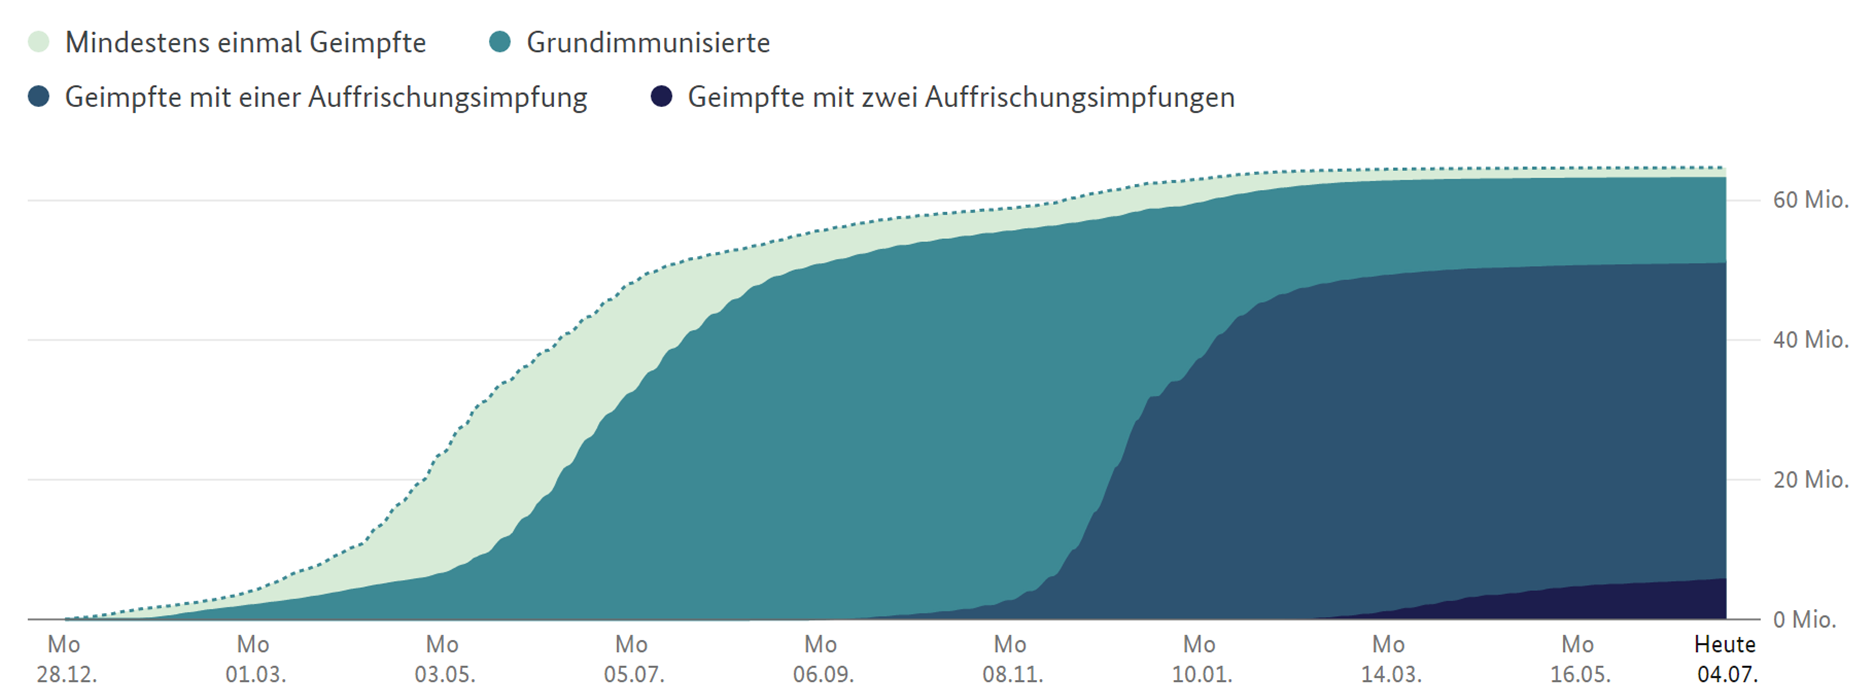 Mindestens einmal Geimpfte Grundimmunisierte
Geimpfte mit einer Auffrischungsimpfung Geimpfte mit zwei Auffrischungsimpfungen
60 Mio.
40 Mio.
20 Mio.
0 Mio.
Mo Mo Mo Mo Mo Mo Mo Mo Mo Heute
28.12. 01.03. 03.05. 05.07. 06.09. 08.11. 10.01. 14.03. 16.05. 04.07.